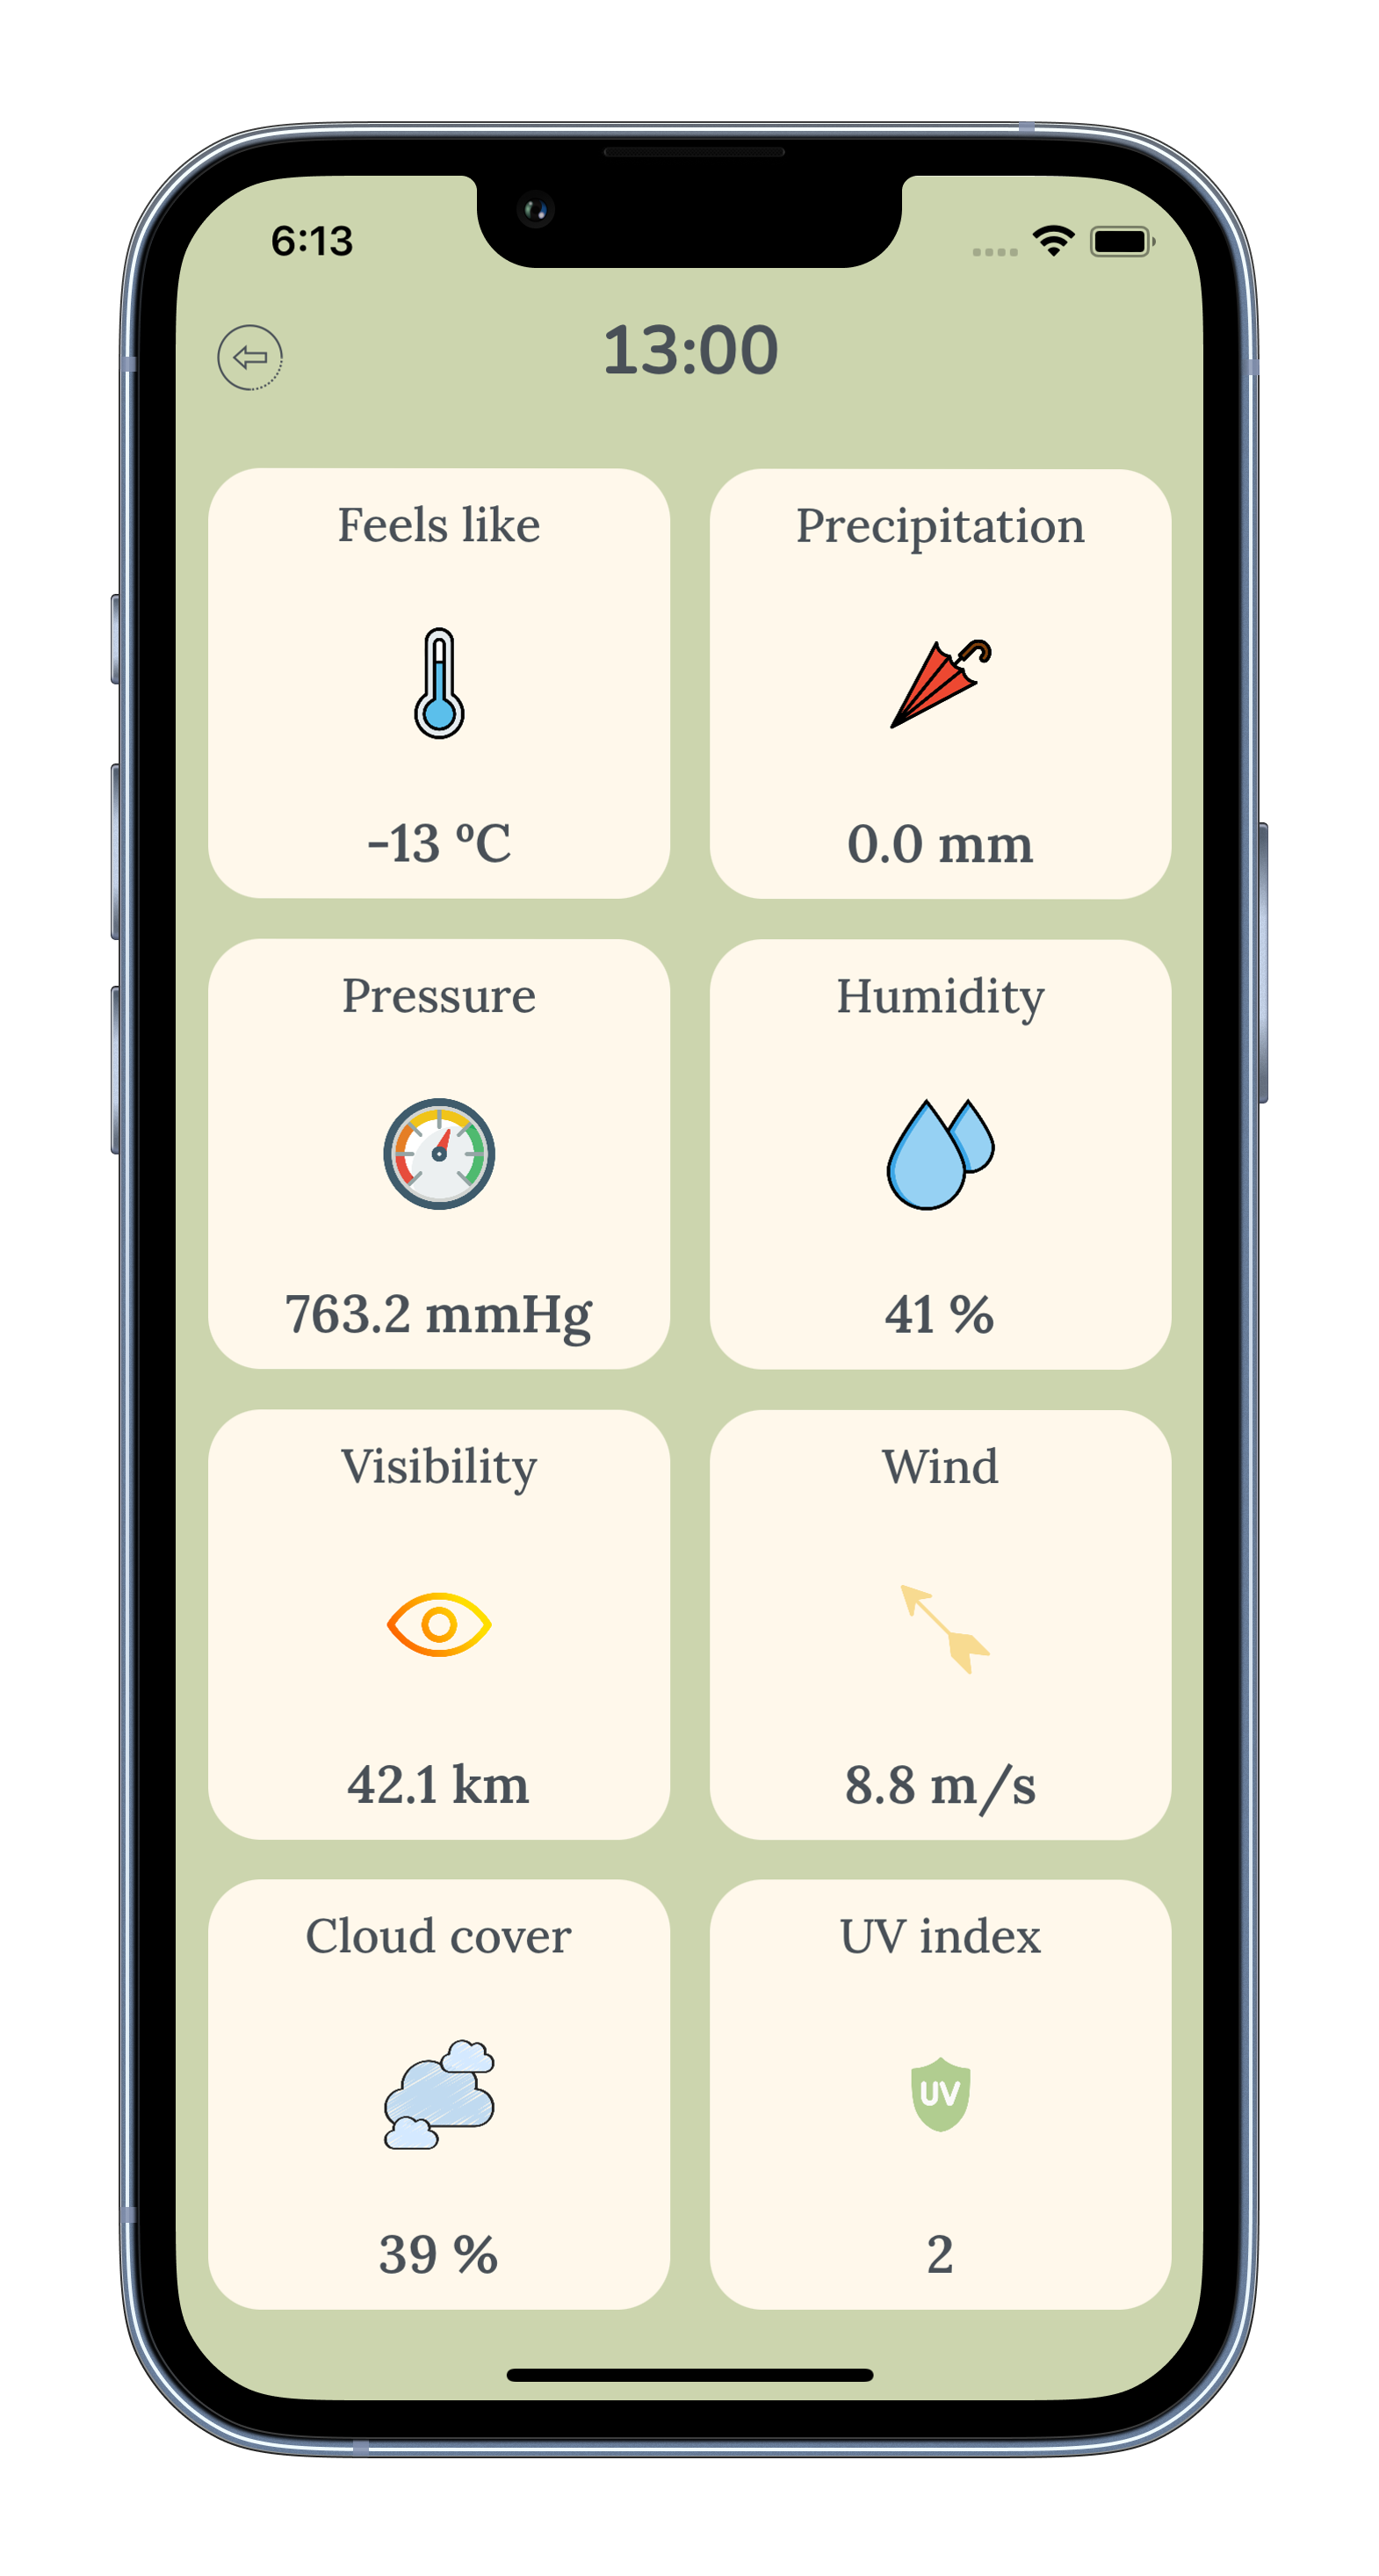 6:13
13:00
Feels like
Precipitation
-13 ºC
0.0 mm
Pressure
Humidity
763.2 mmHg
41 %
Visibility
Wind
42.1 km
8.8 m/s
Cloud cover
UV index
UV
39 %
2